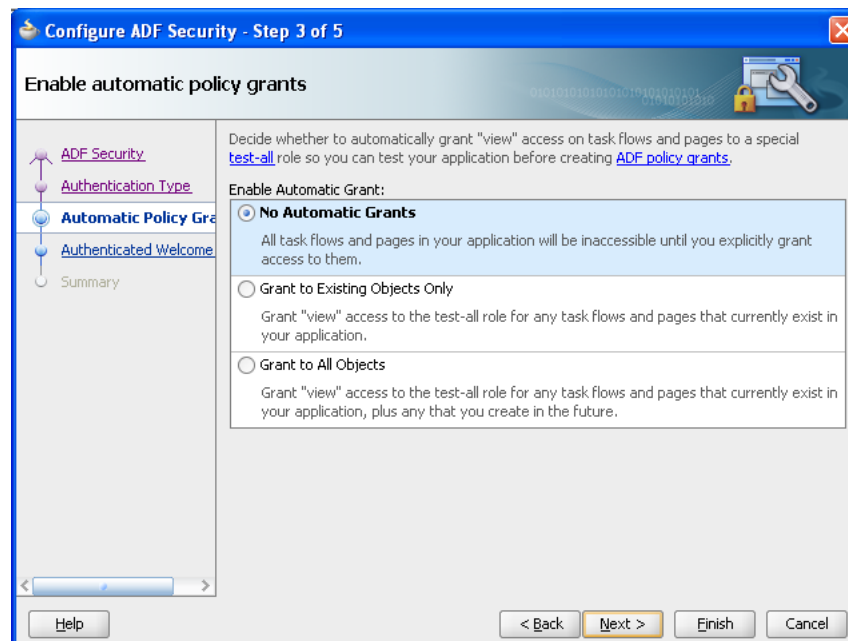 Configure ADF Security - Step 3 of 5
Enable automatic policy grants
ADF Security
Authentication Type
Automatic Policy Gra
Authenticated Welcome
Summary
Decide whether to automatically grant "view" access on task flows and pages to a special
test-all role so you can test your application before creating ADF policy grants.
Enable Automatic Grant:
No Automatic Grants
All task flows and pages in your application will be inaccessible until you explicitly grant
access to them.
Grant to Existing Objects Only
Grant "view" access to the test-all role for any task flows and pages that currently exist in
your application.
Grant to All Objects
Grant "view" access to the test-all role for any task flows and pages that currently exist in
your application, plus any that you create in the future.
Help
< Back
Next >
Finish
Cancel